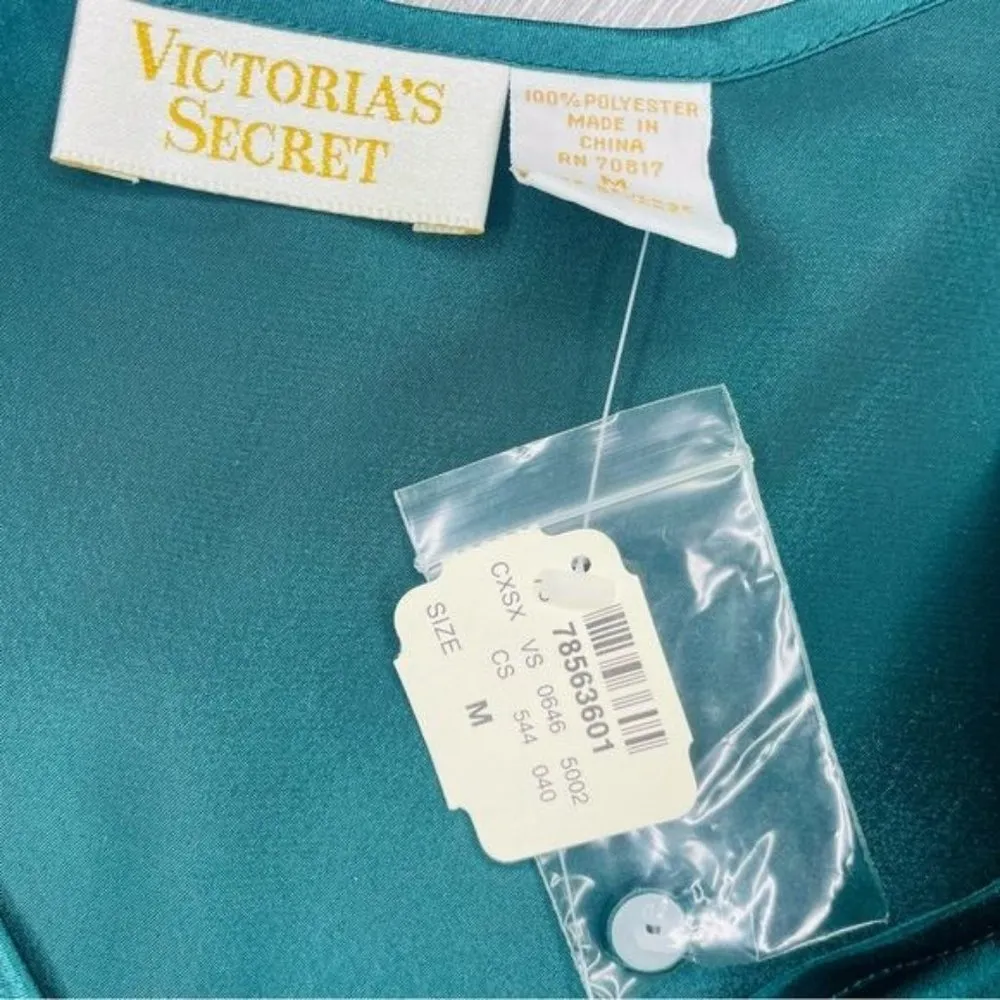 VICTORIA'S
SECRET
100% POLYESTER
MADE IN
CHINA
RN 70817
M
78563601
CXSX VS 0646 5002
CS 544 040
SIZE M